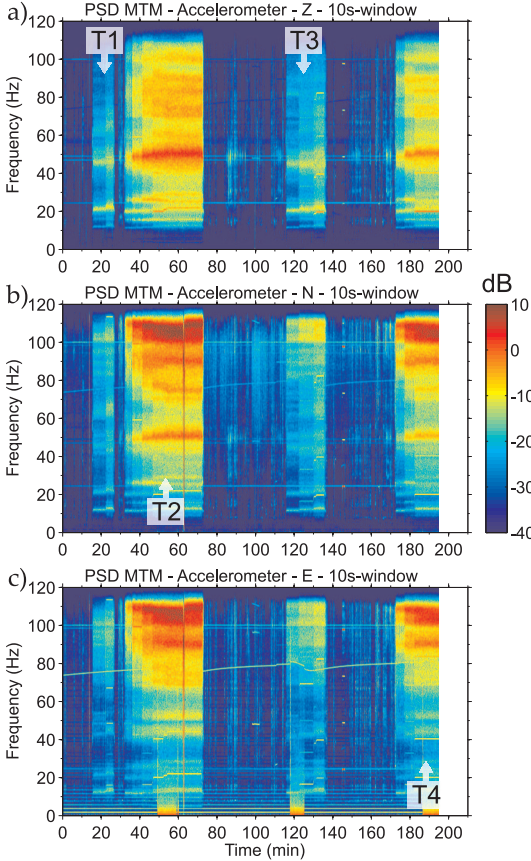 a)
PSD MTM - Accelerometer - Z - 10s-window
T1
T3
120
100
80
60
40
20
0
Frequency (Hz)
0 20 40 60 80 100 120 140 160 180 200
b)
PSD MTM - Accelerometer - N - 10s-window
T2
120
100
80
60
40
20
0
Frequency (Hz)
0 20 40 60 80 100 120 140 160 180 200
dB
10
0
-10
-20
-30
-40
c)
PSD MTM - Accelerometer - E - 10s-window
T4
120
100
80
60
40
20
0
Frequency (Hz)
0 20 40 60 80 100 120 140 160 180 200
Time (min)